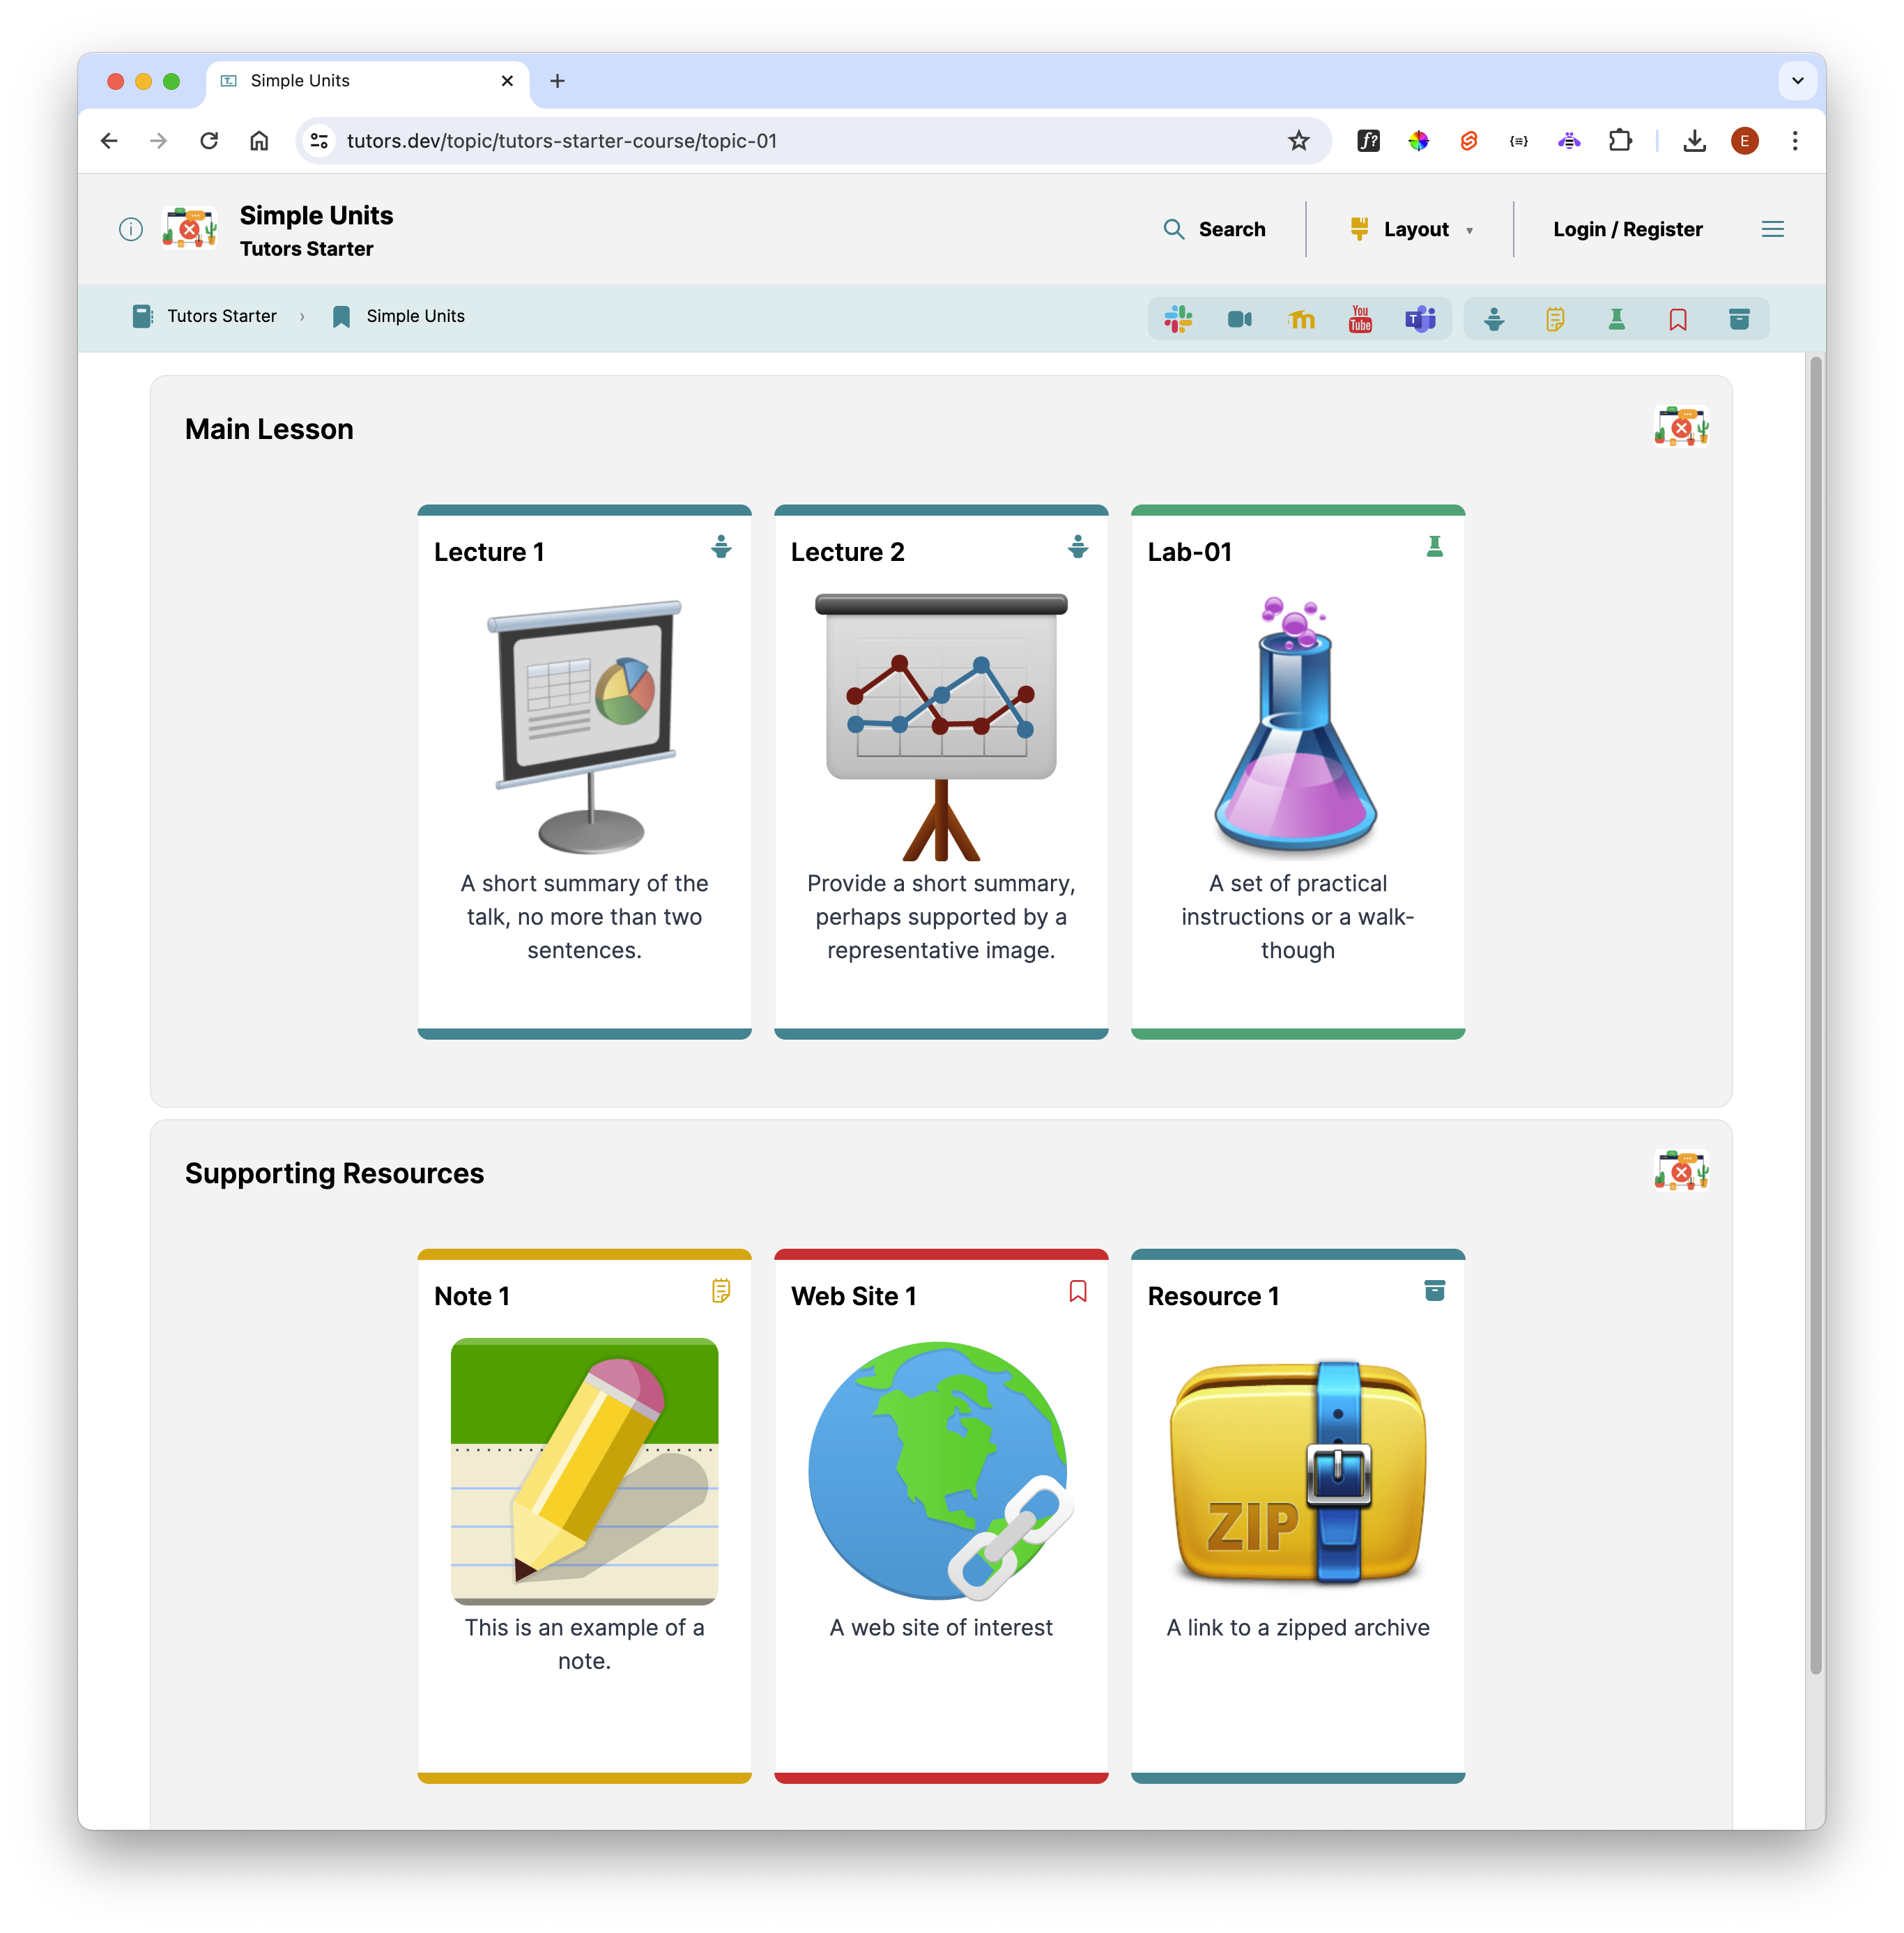 Simple Units
tutors.dev/topic/tutors-starter-course/topic-01
f?
{≡}
E
Simple Units
Tutors Starter
Search
Layout
Login / Register
Tutors Starter › Simple Units
m
You
Tube
T
Main Lesson
Lecture 1
Lecture 2
Lab-01
A short summary of the
talk, no more than two
sentences.
Provide a short summary,
perhaps supported by a
representative image.
A set of practical
instructions or a walk-
though
Supporting Resources
Note 1
Web Site 1
Resource 1
ZIP
This is an example of a
note.
A web site of interest
A link to a zipped archive